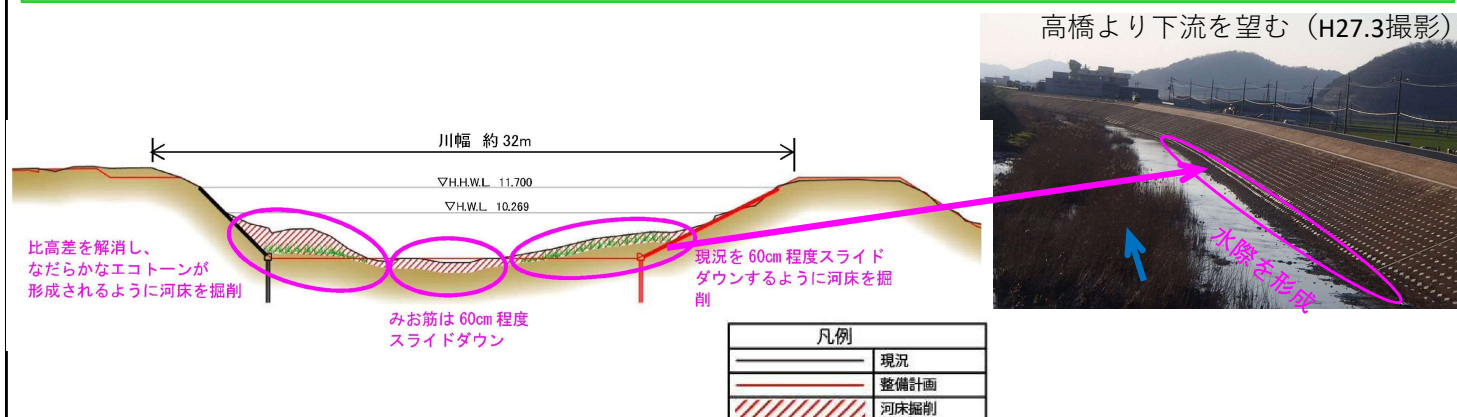 高橋より下流を望む（H27.3撮影）
川幅 約 32m
▽H.H.W.L 11.700
▽H.W.L 10.269
比高差を解消し、
なだらかなエコトーンが
形成されるように河床を掘削
みお筋は 60cm 程度
スライドダウン
現況を 60cm 程度スライド
ダウンするように河床を掘
削
水際を形成
凡例
現況
整備計画
河床掘削